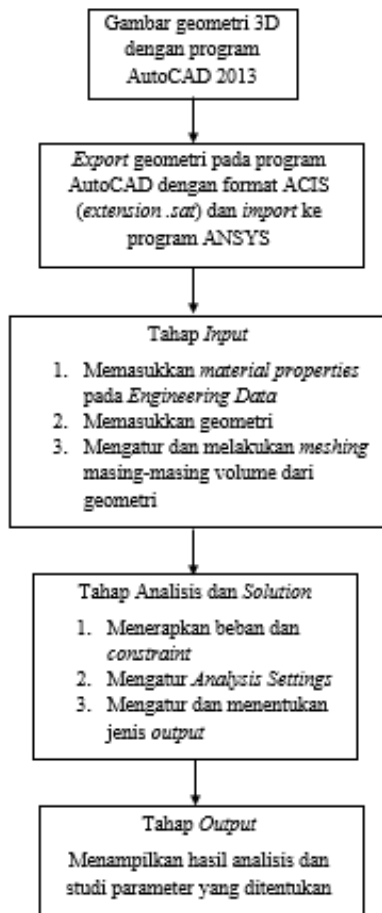 Gambar geometri 3D
dengan program
AutoCAD 2013
Export geometri pada program
AutoCAD dengan format ACIS
(extension .sat) dan import ke
program ANSYS
Tahap Input
1. Memasukkan material properties
pada Engineering Data
2. Memasukkan geometri
3. Mengatur dan melakukan meshing
masing-masing volume dari
geometri
Tahap Analisis dan Solution
1. Menerapkan beban dan
constraint
2. Mengatur Analysis Settings
3. Mengatur dan menentukan
jenis output
Tahap Output
Menampilkan hasil analisis dan
studi parameter yang ditentukan